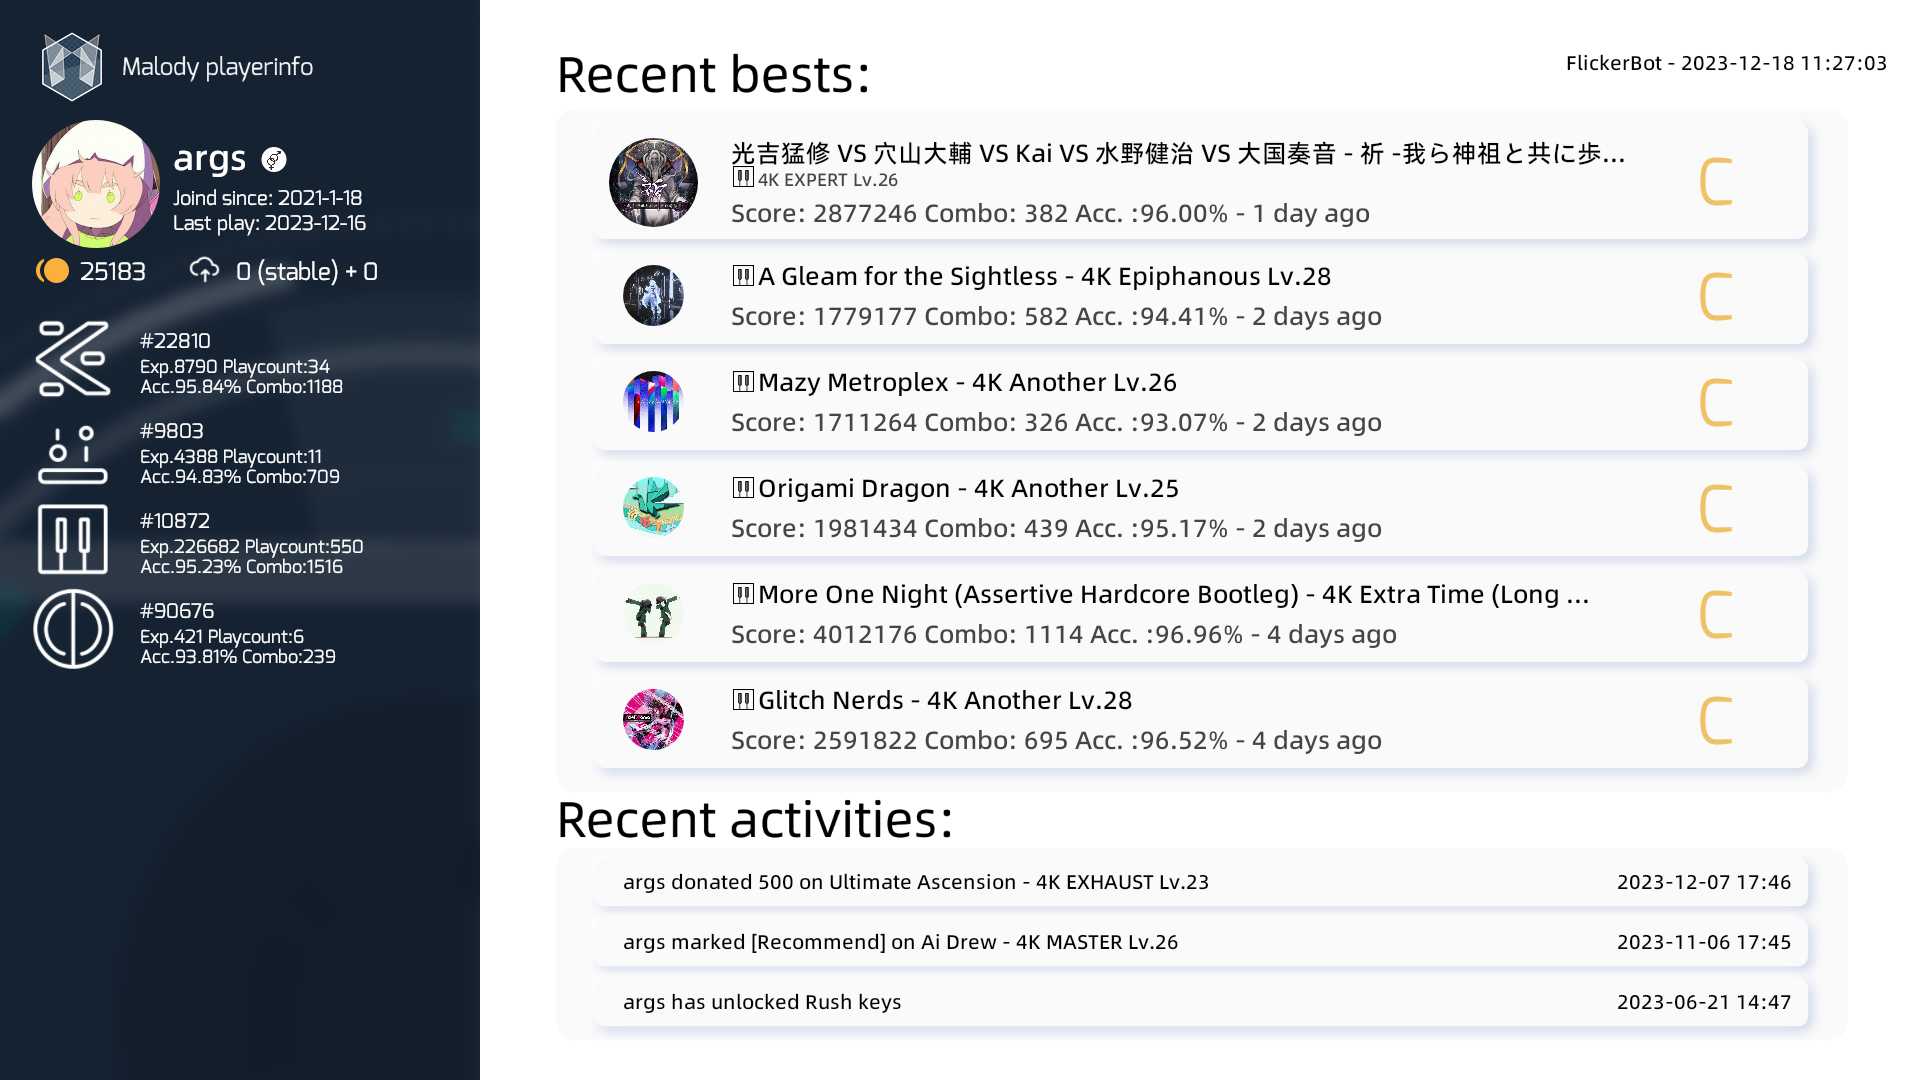 Malody playerinfo
args
Joind since: 2021-1-18
Last play: 2023-12-16
25183
0 (stable) + 0
#22810
Exp.8790 Playcount:34
Acc.95.84% Combo:1188
#9803
Exp.4388 Playcount:11
Acc.94.83% Combo:709
#10872
Exp.226682 Playcount:550
Acc.95.23% Combo:1516
#90676
Exp.421 Playcount:6
Acc.93.81% Combo:239
FlickerBot - 2023-12-18 11:27:03
Recent bests:
光吉猛修 VS 穴山大輔 VS Kai VS 水野健治 VS 大国奏音 - 祈 -我ら神祖と共に歩...
4K EXPERT Lv.26
Score: 2877246 Combo: 382 Acc. :96.00% - 1 day ago
C
A Gleam for the Sightless - 4K Epiphanous Lv.28
Score: 1779177 Combo: 582 Acc. :94.41% - 2 days ago
C
Mazy Metroplex - 4K Another Lv.26
Score: 1711264 Combo: 326 Acc. :93.07% - 2 days ago
C
Origami Dragon - 4K Another Lv.25
Score: 1981434 Combo: 439 Acc. :95.17% - 2 days ago
C
More One Night (Assertive Hardcore Bootleg) - 4K Extra Time (Long ...
Score: 4012176 Combo: 1114 Acc. :96.96% - 4 days ago
C
Glitch Nerds - 4K Another Lv.28
Score: 2591822 Combo: 695 Acc. :96.52% - 4 days ago
C
Recent activities:
args donated 500 on Ultimate Ascension - 4K EXHAUST Lv.23 2023-12-07 17:46
args marked [Recommend] on Ai Drew - 4K MASTER Lv.26 2023-11-06 17:45
args has unlocked Rush keys 2023-06-21 14:47